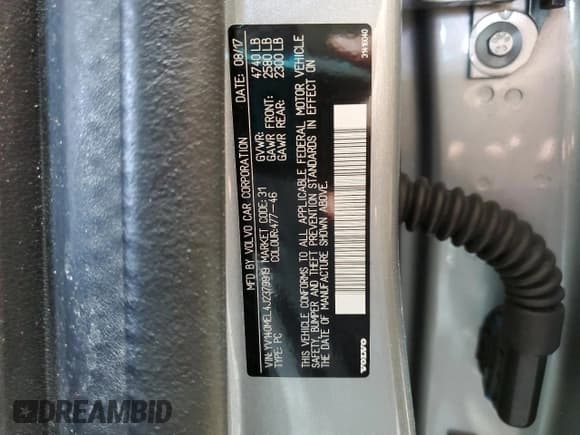 MFD BY VOLVO CAR CORPORATION DATE: 08/17
GVWR: 4740 LB
GAWR FRONT: 2580 LB
GAWR REAR: 2300 LB
MARKET CODE: 31
COLOUR: 477-46
TYPE: PC
THIS VEHICLE CONFORMS TO ALL APPLICABLE FEDERAL MOTOR VEHICLE
SAFETY, BUMPER AND THEFT PREVENTION STANDARDS IN EFFECT ON
THE DATE OF MANUFACTURE SHOWN ABOVE.
VOLVO
DREAMBID